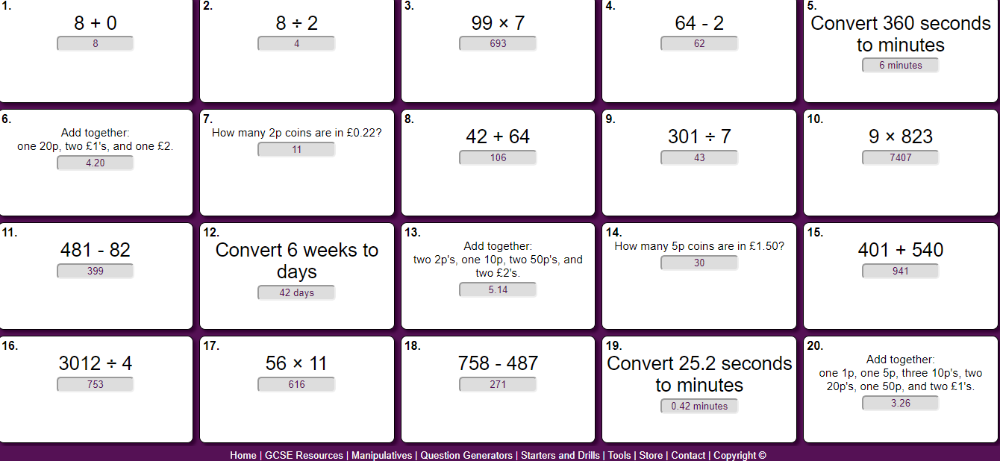 1.
8 + 0
8
2.
8 ÷ 2
4
3.
99 × 7
693
4.
64 - 2
62
5.
Convert 360 seconds
to minutes
6 minutes
6.
Add together:
one 20p, two £1's, and one £2.
4.20
7.
How many 2p coins are in £0.22?
11
8.
42 + 64
106
9.
301 ÷ 7
43
10.
9 × 823
7407
11.
481 - 82
399
12.
Convert 6 weeks to
days
42 days
13.
Add together:
two 2p's, one 10p, two 50p's, and
two £2's.
5.14
14.
How many 5p coins are in £1.50?
30
15.
401 + 540
941
16.
3012 ÷ 4
753
17.
56 × 11
616
18.
758 - 487
271
19.
Convert 25.2 seconds
to minutes
0.42 minutes
20.
Add together:
one 1p, one 5p, three 10p's, two
20p's, one 50p, and two £1's.
3.26
Home | GCSE Resources | Manipulatives | Question Generators | Starters and Drills | Tools | Store | Contact | Copyright ©